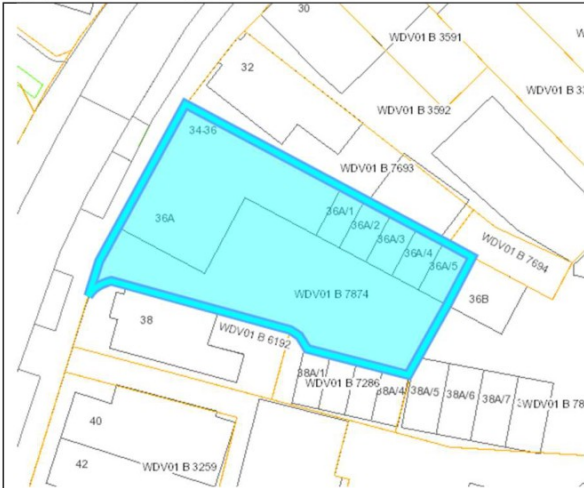 30
WDV01 B 3591
32
WDV01 B 3592
34-36
WDV01 B 7693
36A
36A/1
36A/2
36A/3
36A/4
36A/5
WDV01 B 7694
WDV01 B 7874
36B
38
WDV01 B 6192
38A/1
WDV01 B 7286
38A/4
38A/5
38A/6
38A/7
40
42
WDV01 B 3259